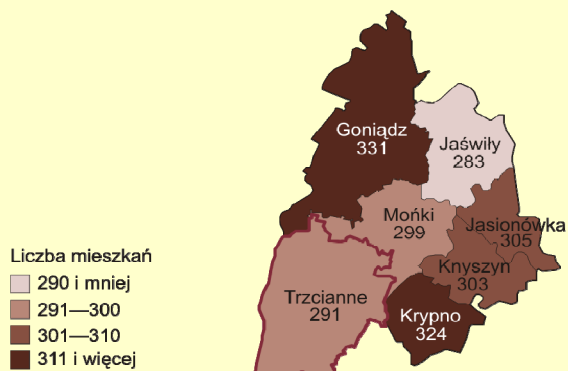 Goniądz
331
Jaświły
283
Mońki
299
Jasionówka
305
Knyszyn
303
Trzcianne
291
Krypno
324
Liczba mieszkań
290 i mniej
291—300
301—310
311 i więcej